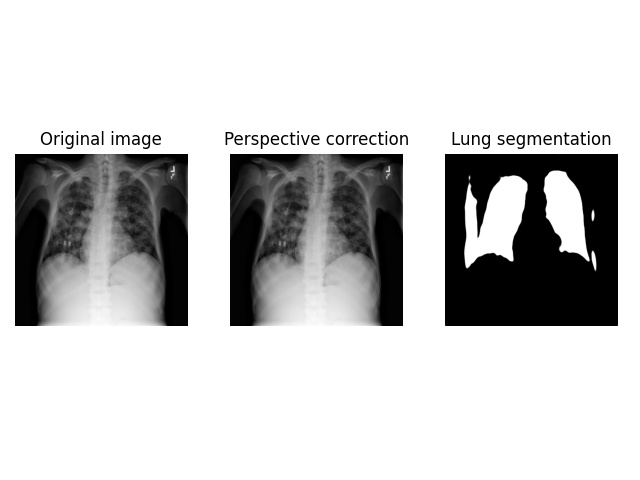 Original image
Perspective correction
Lung segmentation